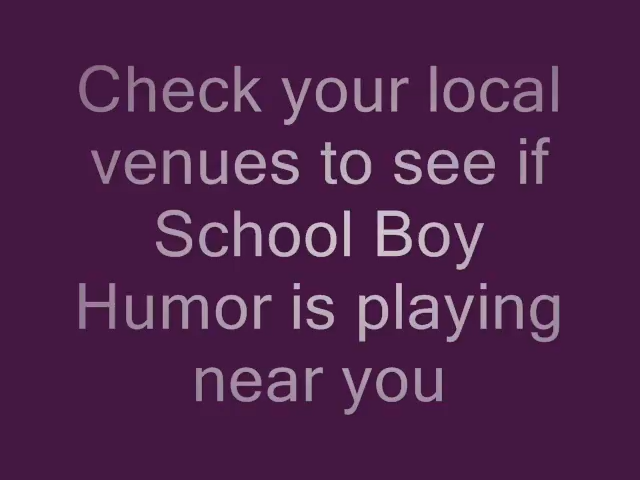 Check your local
venues to see if
School Boy
Humor is playing
near you